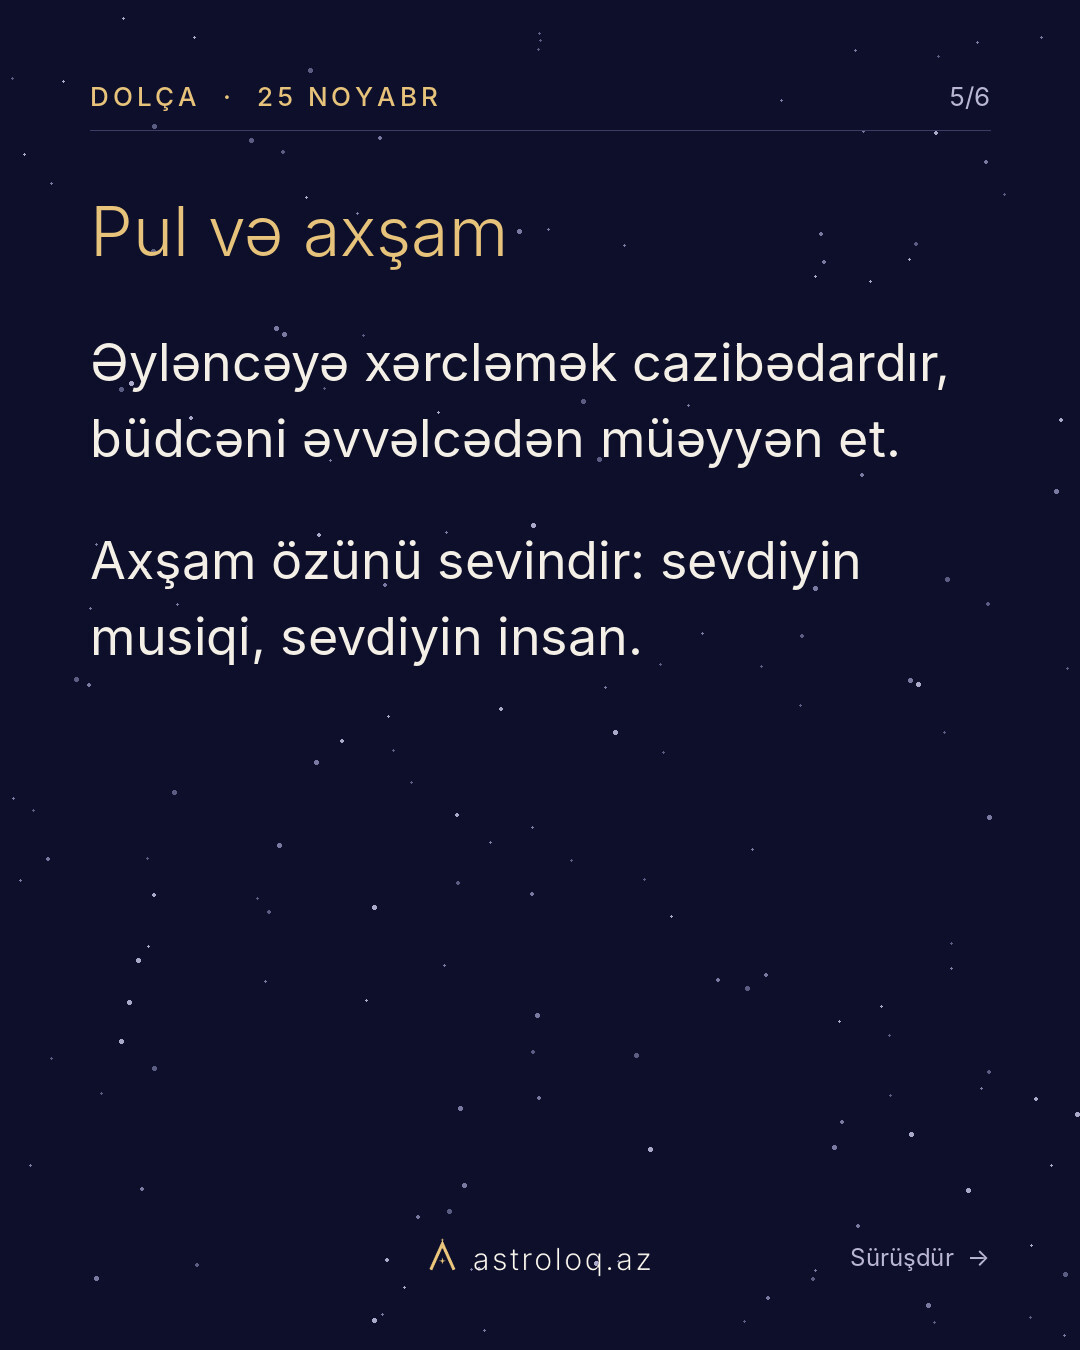 DOLÇA · 25 NOYABR
5/6
Pul və axşam
Əyləncəyə xərcləmək cazibədardır,
büdcəni əvvəlcədən müəyyən et.
Axşam özünü sevindir: sevdiyin
musiqi, sevdiyin insan.
astroloq.az
Sürüşdür →